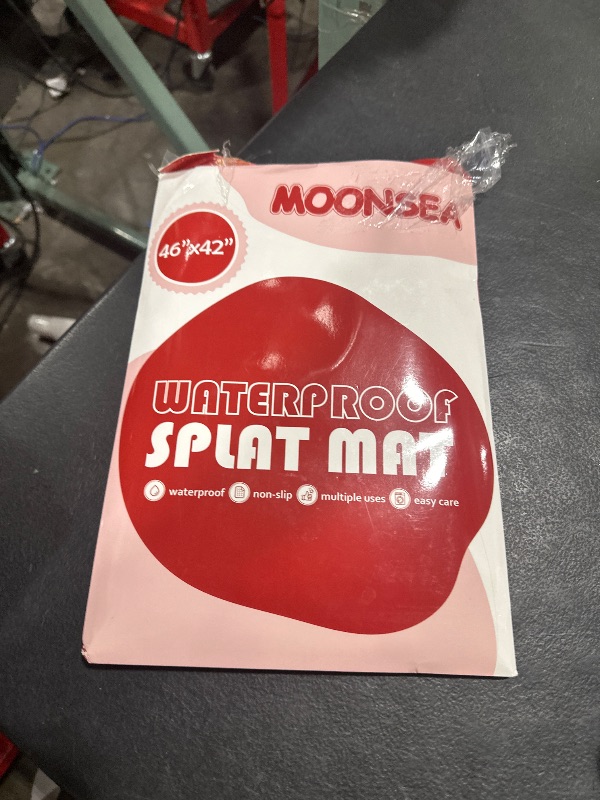 MOONSEA
46”x42”
WATERPROOF
SPLAT MAT
waterproof non-slip multiple uses easy care